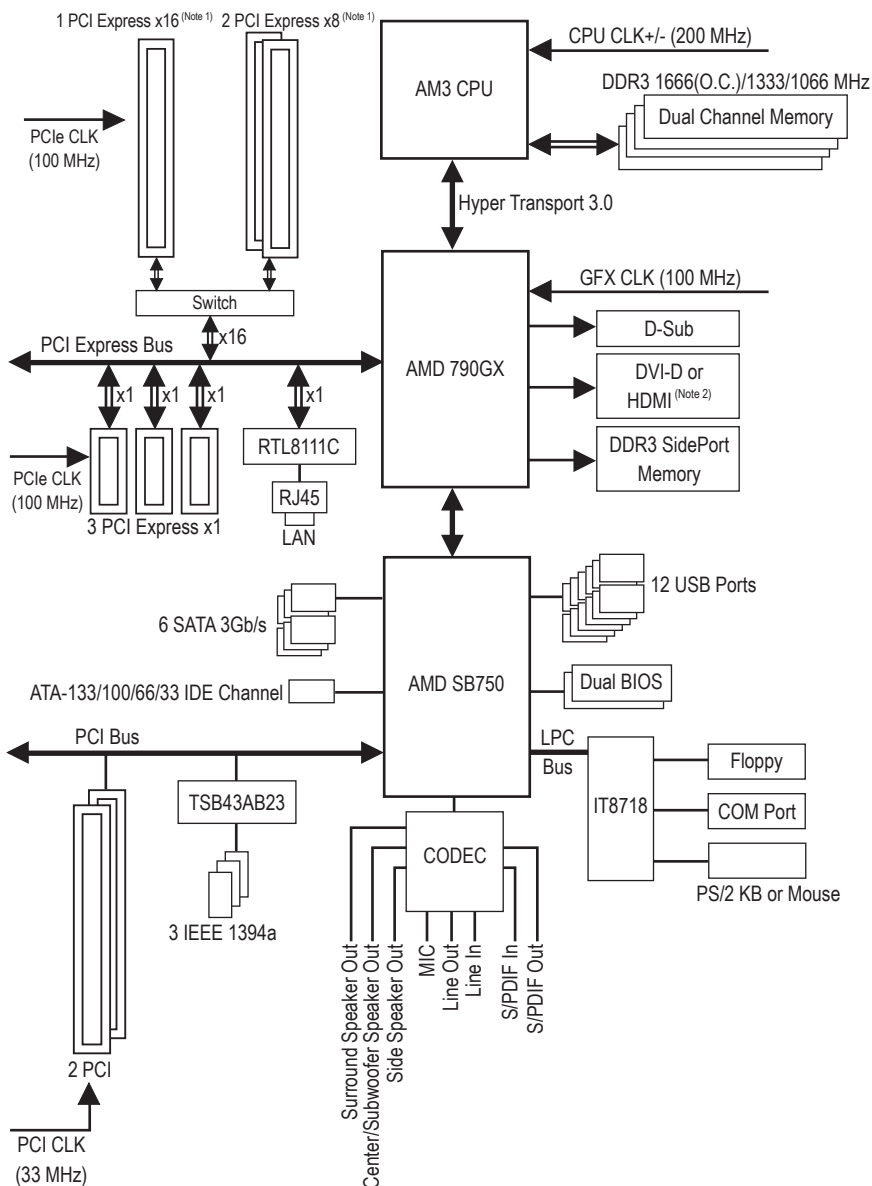 1 PCI Express x16 (Note 1)
2 PCI Express x8 (Note 1)
CPU CLK+/- (200 MHz)
AM3 CPU
DDR3 1666(O.C.)/1333/1066 MHz
Dual Channel Memory
PCIe CLK
(100 MHz)
Hyper Transport 3.0
Switch
GFX CLK (100 MHz)
x16
PCI Express Bus
AMD 790GX
D-Sub
DVI-D or
HDMI (Note 2)
x1
x1
x1
x1
RTL8111C
DDR3 SidePort
Memory
PCIe CLK
(100 MHz)
RJ45
3 PCI Express x1
LAN
12 USB Ports
6 SATA 3Gb/s
AMD SB750
Dual BIOS
ATA-133/100/66/33 IDE Channel
PCI Bus
LPC
Bus
Floppy
TSB43AB23
IT8718
COM Port
CODEC
PS/2 KB or Mouse
3 IEEE 1394a
Surround Speaker Out
Center/Subwoofer Speaker Out
Side Speaker Out
MIC
Line Out
Line In
S/PDIF In
S/PDIF Out
2 PCI
PCI CLK
(33 MHz)